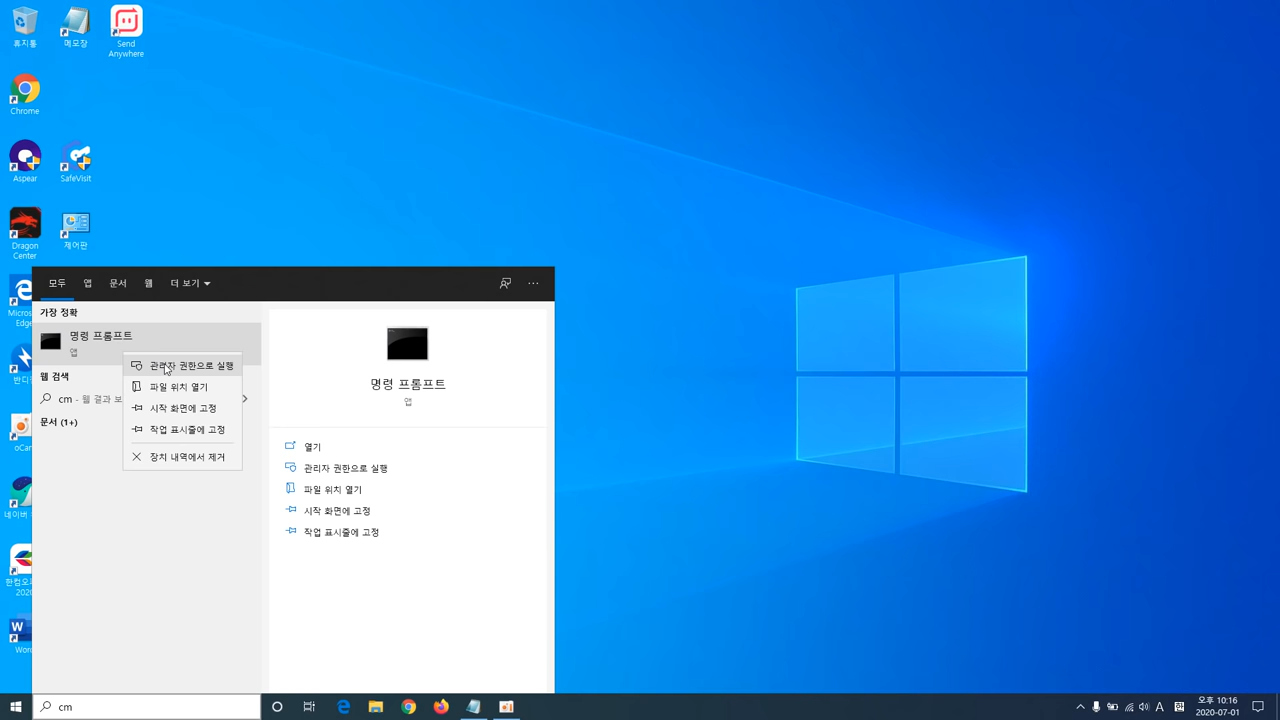 휴지통
메모장
Send
Anywhere
Chrome
Aspear
SafeVisit
Dragon
Center
제어판
Micros
Edge
반디
oCan
네이버
한컴오
2020
Word
모두
앱
문서
웹
더 보기
가장 정확
명령 프롬프트
앱
웹 검색
cm - 웹 결과 보
문서 (1+)
관리자 권한으로 실행
파일 위치 열기
시작 화면에 고정
작업 표시줄에 고정
장치 내역에서 제거
명령 프롬프트
앱
열기
관리자 권한으로 실행
파일 위치 열기
시작 화면에 고정
작업 표시줄에 고정
cm
A
오후 10:16
2020-07-01